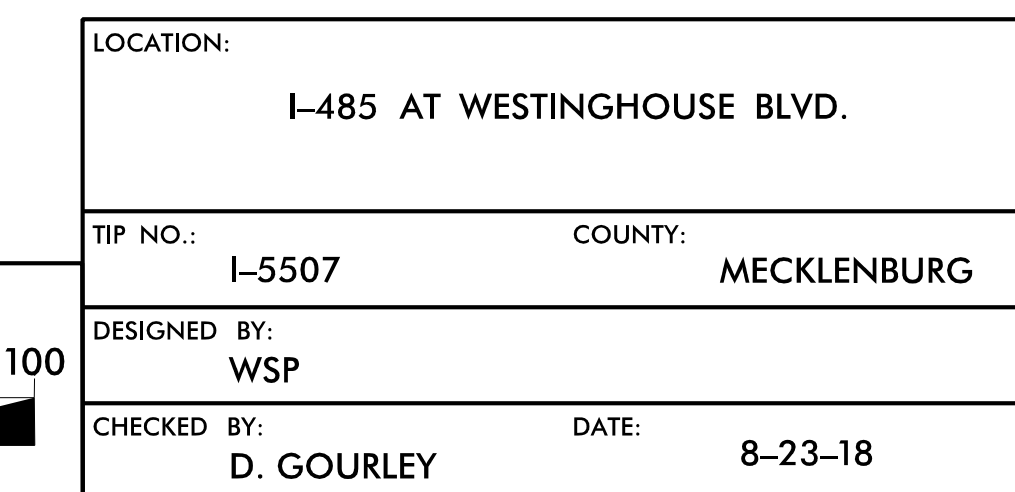 LOCATION:
I–485 AT WESTINGHOUSE BLVD.
TIP NO.: COUNTY:
I–5507 MECKLENBURG
DESIGNED BY:
100
WSP
CHECKED BY: DATE:
D. GOURLEY 8–23–18